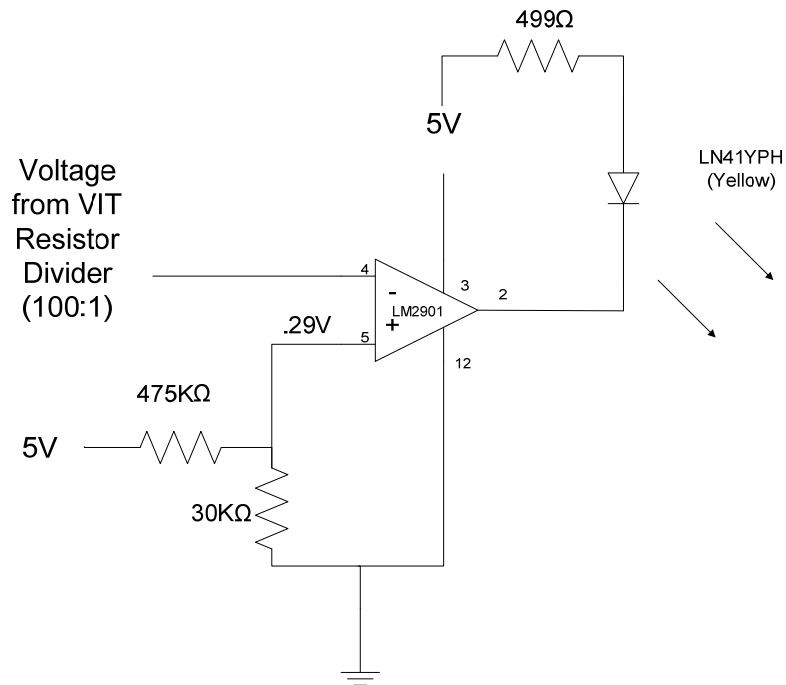 499Ω
5V
LN41YPH
(Yellow)
Voltage
from VIT
Resistor
Divider
(100:1)
4
3
2
-
LM2901
+
.29V
5
12
475KΩ
5V
30KΩ